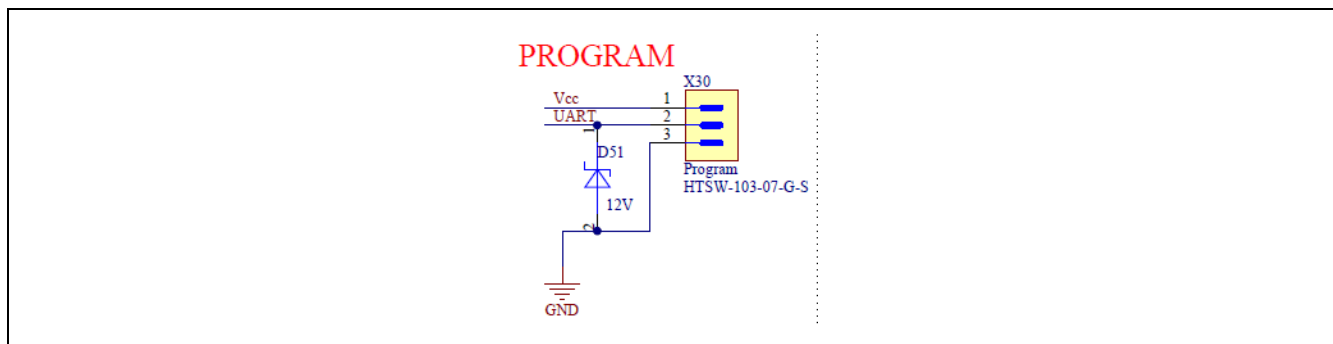 PROGRAM
X30
Vcc
1
UART
2
3
1
D51
Program
HTSW-103-07-G-S
12V
2
GND